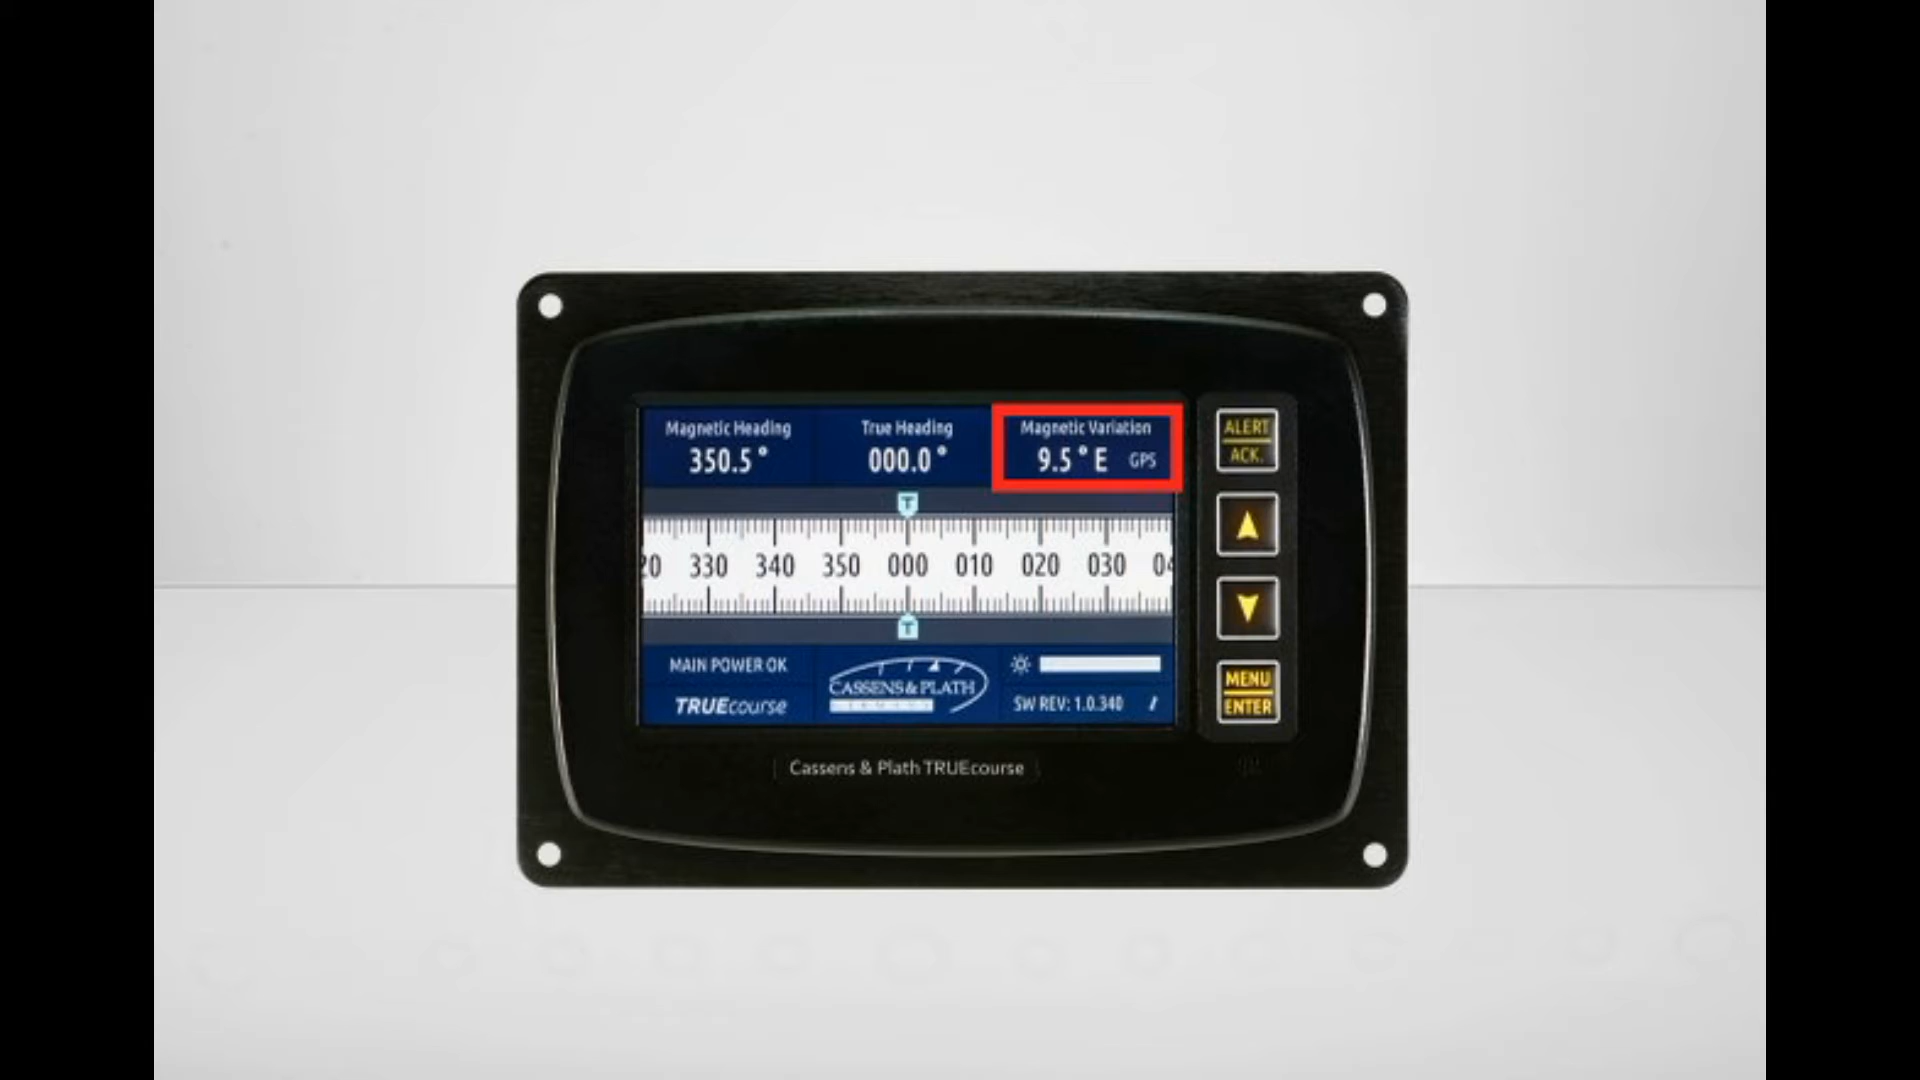 Magnetic Heading
350.5°
True Heading
000.0°
Magnetic Variation
9.5° E GPS
T
20 330 340 350 000 010 020 030 04
T
MAIN POWER OK
TRUEcourse
CASSENS & PLATH
SW REV: 1.0.340
Cassens & Plath TRUEcourse
ALERT
ACK.
MENU
ENTER